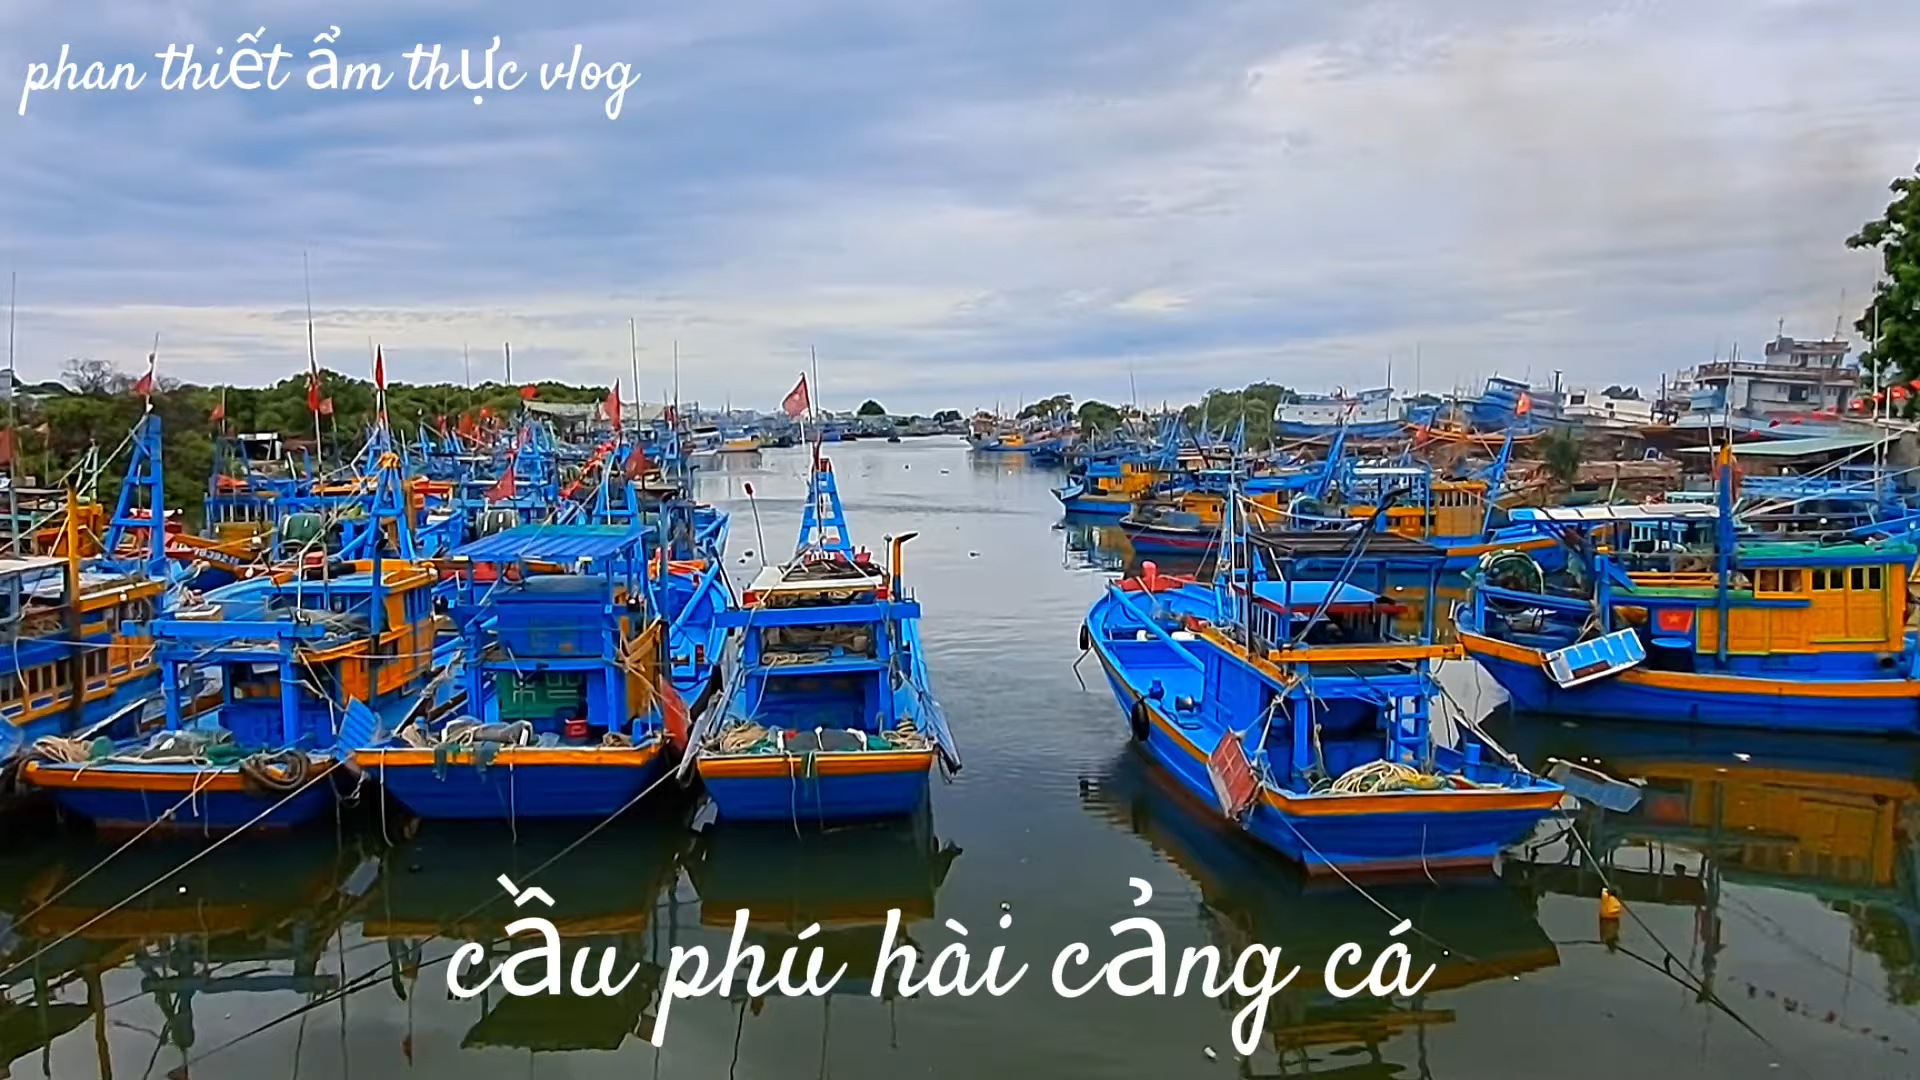 phan thiết ẩm thực vlog
cầu phú hài cảng cá